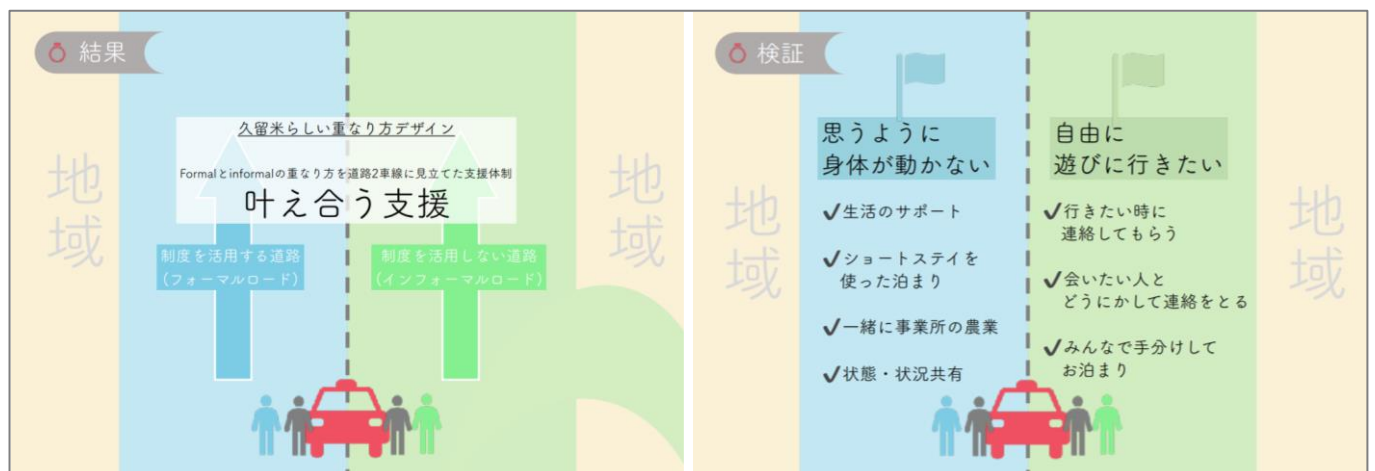 結果
久留米らしい重なり方デザイン
Formalとinformalの重なり方を道路2車線に見立てた支援体制
叶え合う支援
制度を活用する道路
(フォーマルロード)
制度を活用しない道路
(インフォーマルロード)
地域
地域
検証
思うように
身体が動かない
✓生活のサポート
✓ショートステイを
使った泊まり
✓一緒に事業所の農業
✓状態・状況共有
自由に
遊びに行きたい
✓行きたい時に
連絡してもらう
✓会いたい人と
どうにかして連絡をとる
✓みんなで手分けして
お泊まり
地域
地域